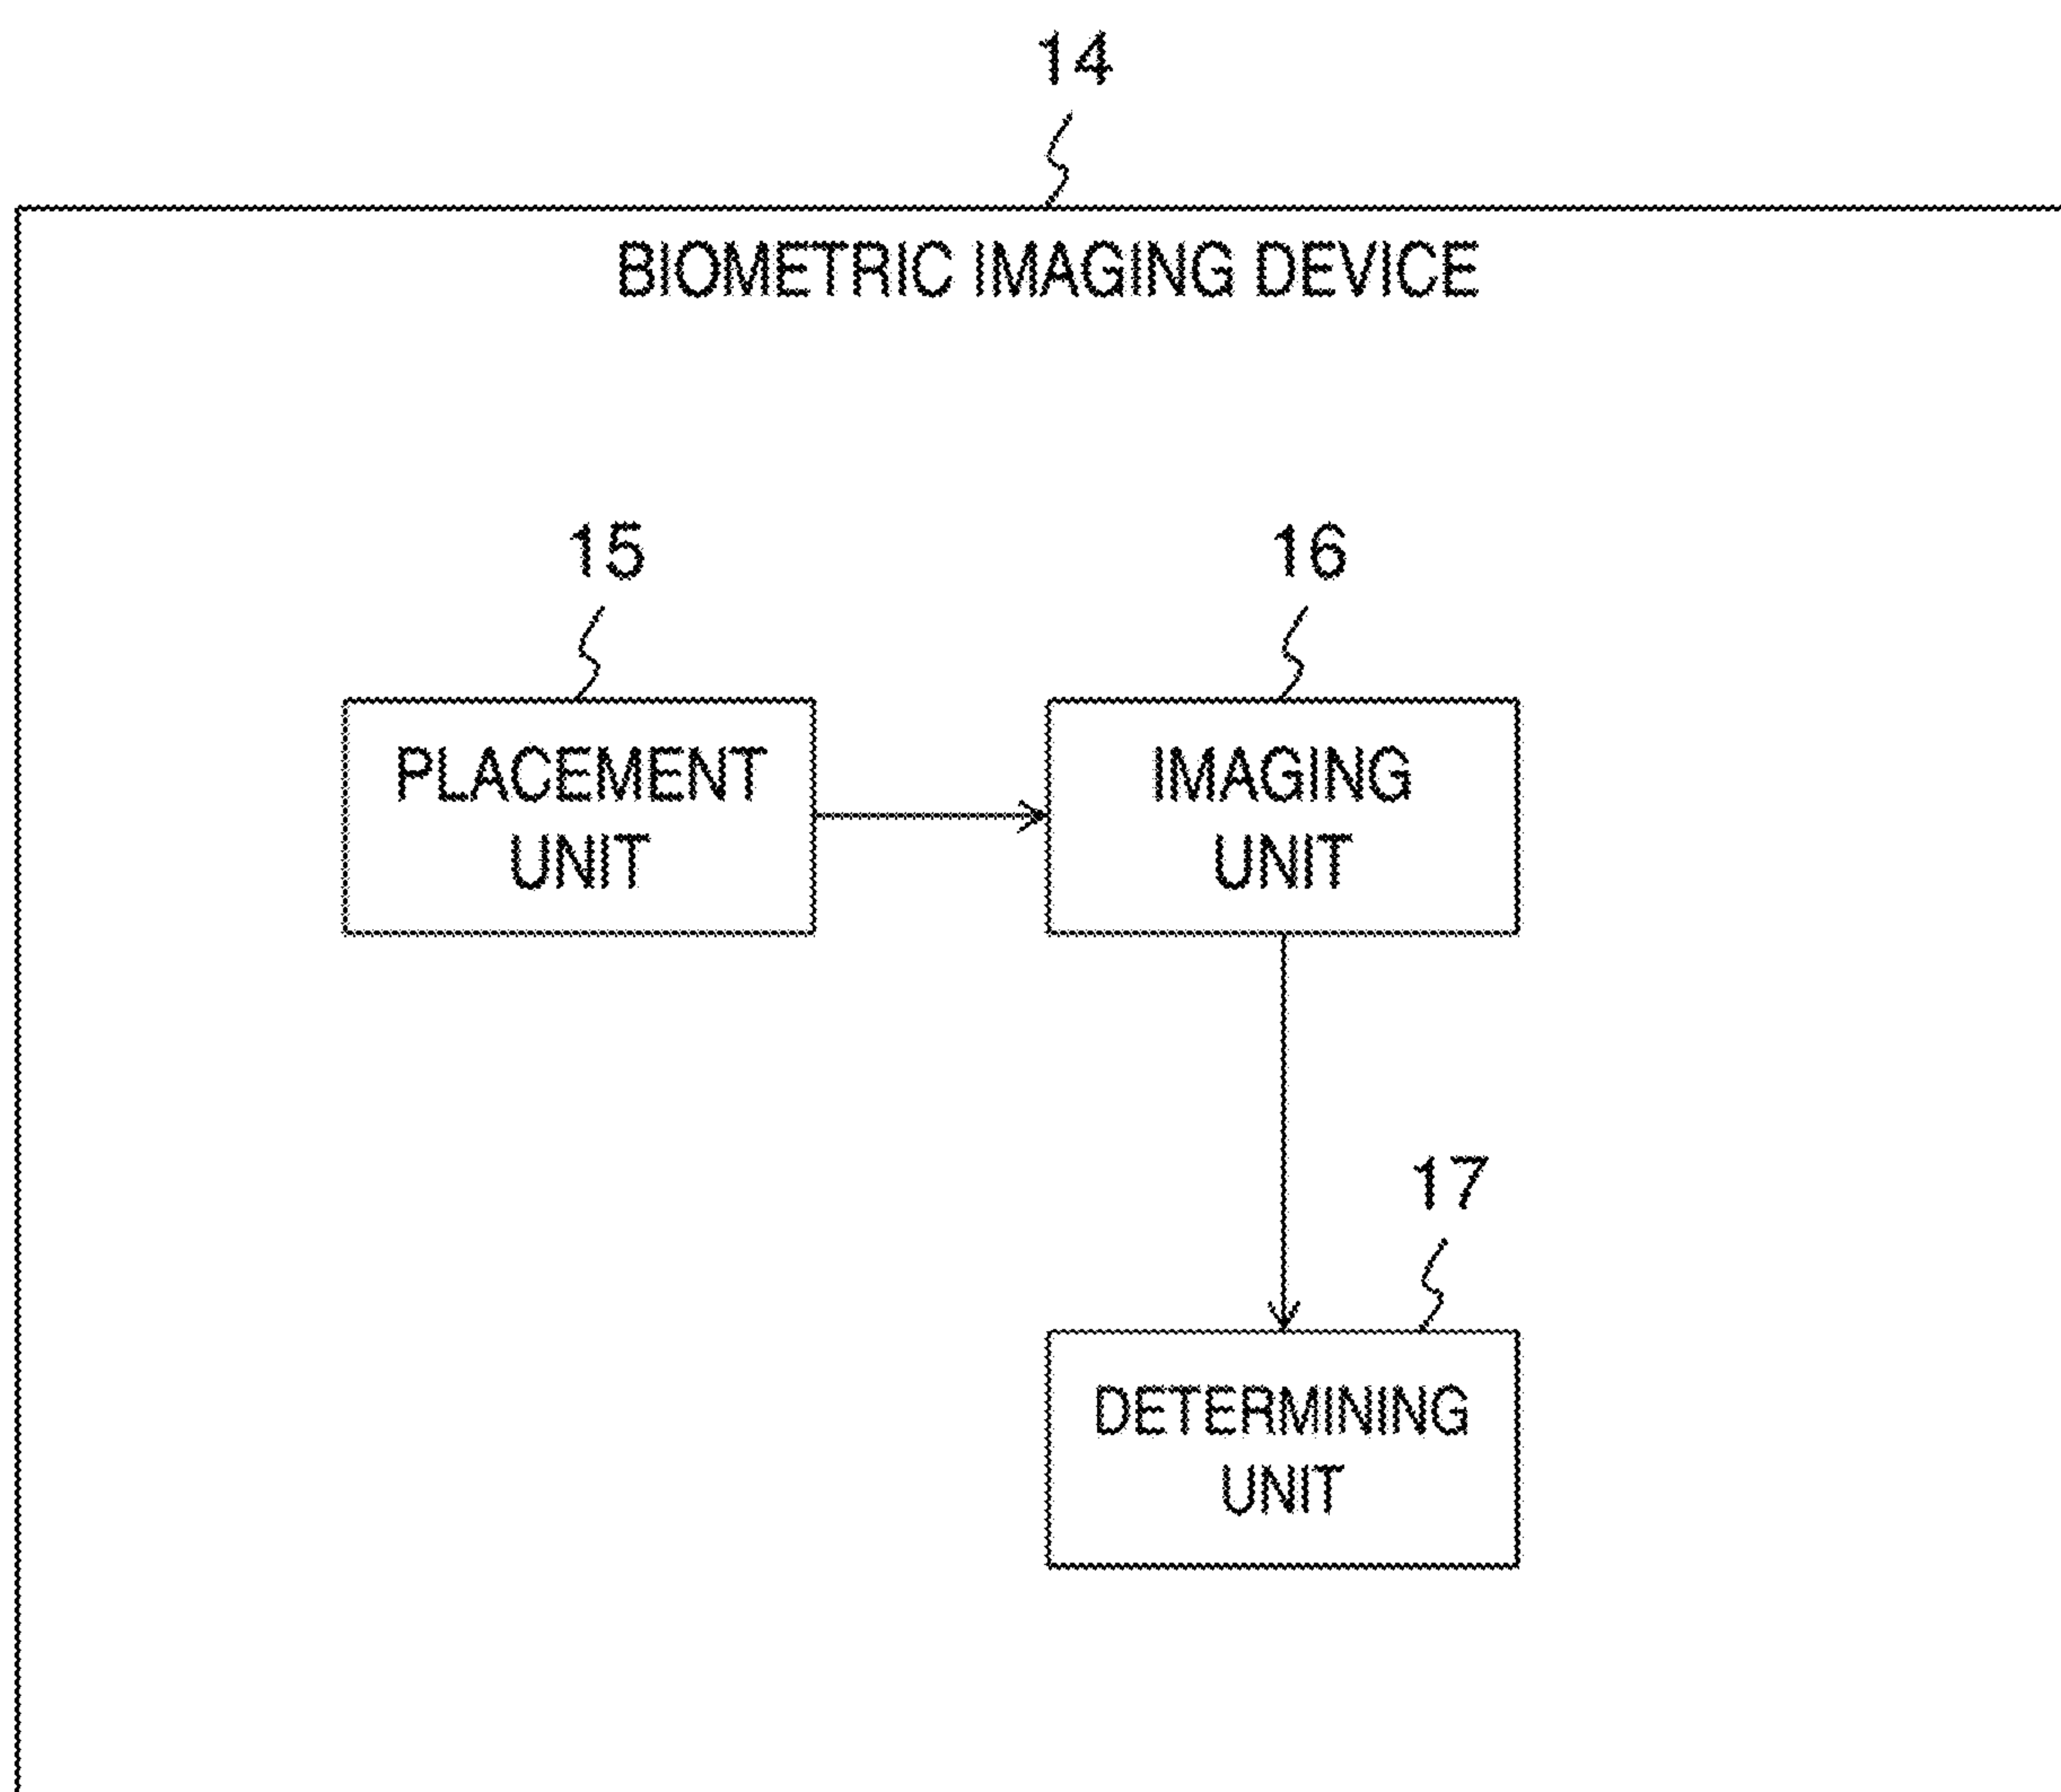 14
BIOMETRIC IMAGING DEVICE
15
16
PLACEMENT
UNIT
IMAGING
UNIT
17
DETERMINING
UNIT